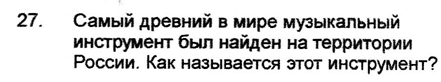 27. Самый древний в мире музыкальный
инструмент был найден на территории
России. Как называется этот инструмент?